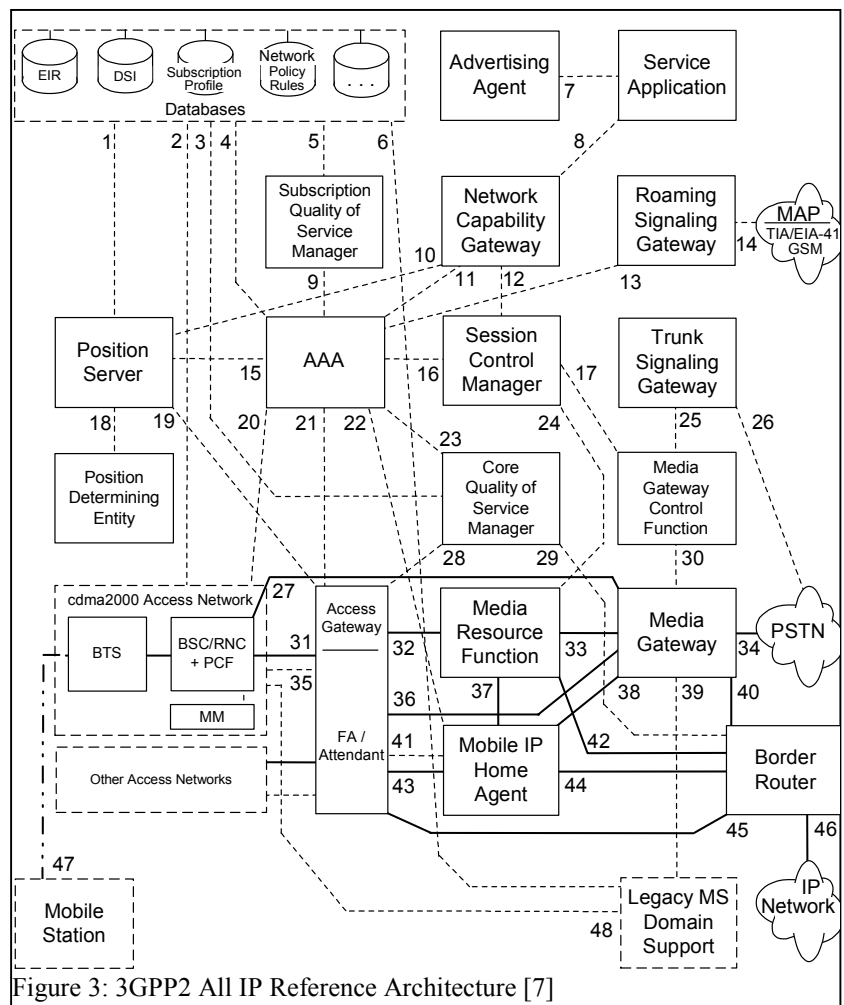 EIR
DSI
Subscription
Profile
Network
Policy
Rules
. . .
Databases
Advertising
Agent
7
Service
Application
1
2
3
4
5
6
8
Subscription
Quality of
Service
Manager
Network
Capability
Gateway
Roaming
Signaling
Gateway
14
MAP
TIA/EIA-41
GSM
9
10
11
12
13
Position
Server
15
AAA
16
Session
Control
Manager
17
Trunk
Signaling
Gateway
18
19
20
21
22
23
24
25
26
Position
Determining
Entity
Core
Quality of
Service
Manager
Media
Gateway
Control
Function
28
29
30
cdma2000 Access Network
27
BTS
BSC/RNC
+ PCF
31
Access
Gateway
32
Media
Resource
Function
33
Media
Gateway
34
PSTN
35
MM
36
37
38
39
40
FA /
Attendant
41
Mobile IP
Home
Agent
42
Border
Router
Other Access Networks
43
44
45
46
47
Mobile
Station
48
Legacy MS
Domain
Support
IP
Network
Figure 3: 3GPP2 All IP Reference Architecture [7]